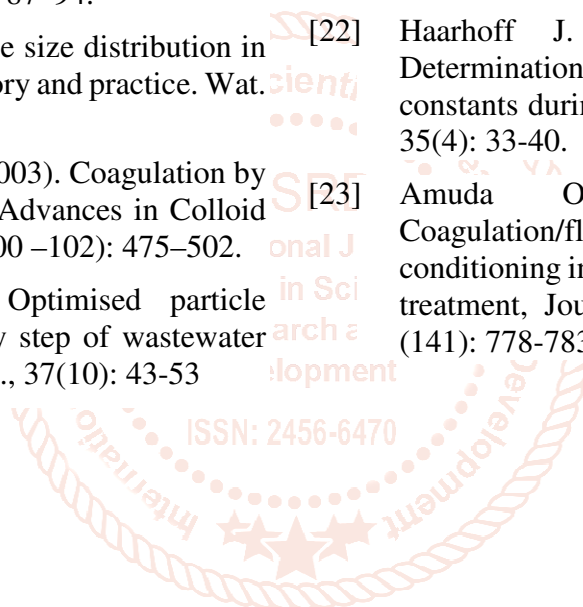 e size distribution in
ory and practice. Wat.
003). Coagulation by
Advances in Colloid
00 –102): 475–502.
Optimised particle
y step of wastewater
., 37(10): 43-53
[22] Haarhoff J.
Determination
constants durin
35(4): 33-40.
[23] Amuda O
Coagulation/fl
conditioning in
treatment, Jou
(141): 778-783
ISSN: 2456-6470
Development